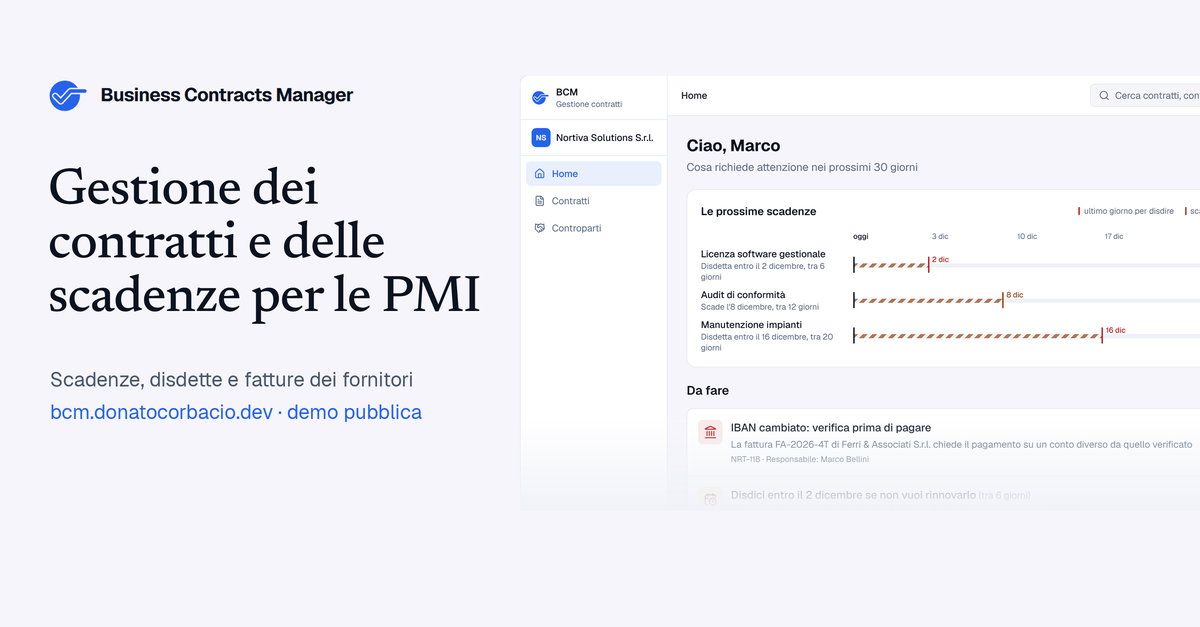 Business Contracts Manager
Gestione dei
contratti e delle
scadenze per le PMI
Scadenze, disdette e fatture dei fornitori
bcm.donatocorbacio.dev · demo pubblica
BCM
Gestione contratti
NS Nortiva Solutions S.r.l.
Home
Contratti
Controparti
Home
Cerca contratti, con
Ciao, Marco
Cosa richiede attenzione nei prossimi 30 giorni
Le prossime scadenze
ultimo giorno per disdire
oggi 3 dic 10 dic 17 dic
Licenza software gestionale
Disdetta entro il 2 dicembre, tra 6
giorni
2 dic
Audit di conformità
Scade l'8 dicembre, tra 12 giorni
8 dic
Manutenzione impianti
Disdetta entro il 16 dicembre, tra 20
giorni
16 dic
Da fare
IBAN cambiato: verifica prima di pagare
La fattura FA-2026-4T di Ferri & Associati S.r.l. chiede il pagamento su un conto diverso da quello verificato
NRT-118 · Responsabile: Marco Bellini
Disdici entro il 2 dicembre se non vuoi rinnovarlo (tra 6 giorni)